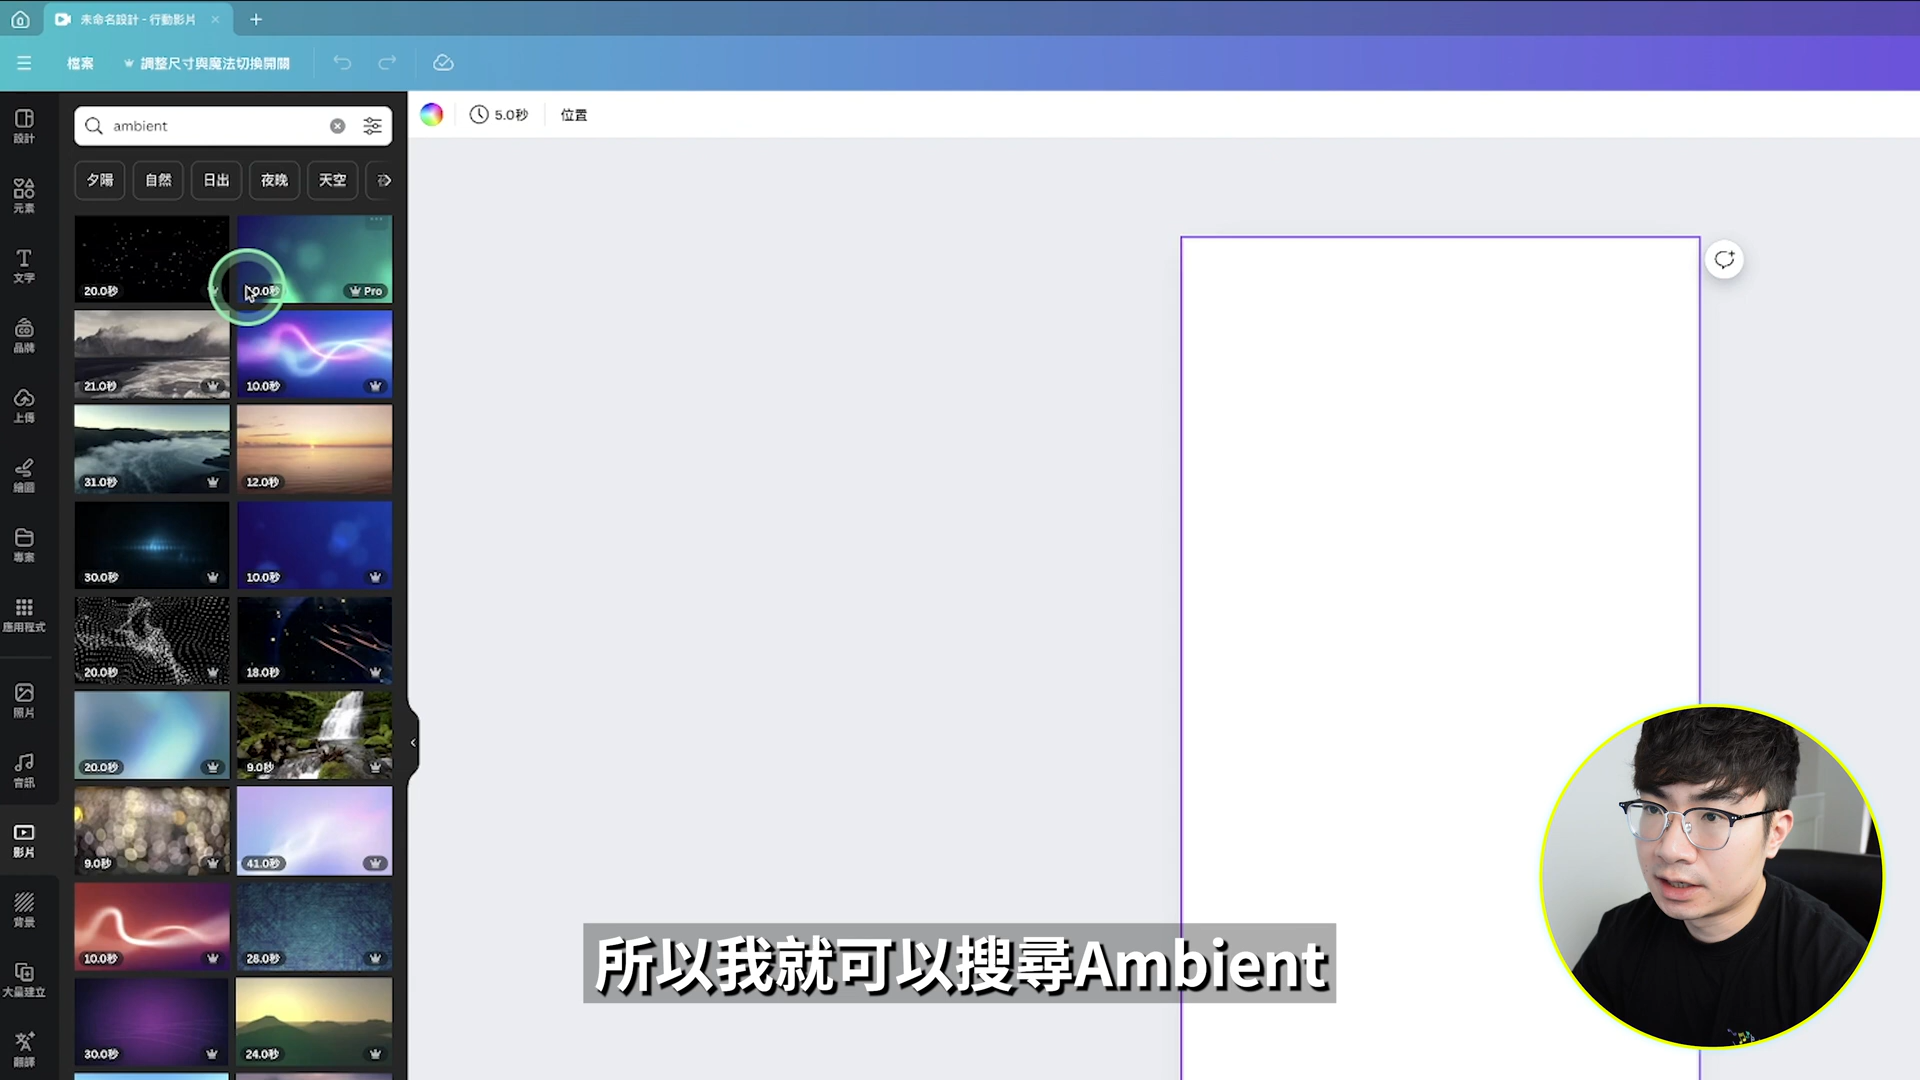 未命名設計 - 行動影片
檔案
調整尺寸與魔法切換開關
設計
元素
文字
品牌
上傳
繪圖
專案
應用程式
照片
音訊
影片
背景
大量建立
翻譯
ambient
夕陽
自然
日出
夜晚
天空
20.0秒
0.0秒
Pro
21.0秒
10.0秒
31.0秒
12.0秒
30.0秒
10.0秒
20.0秒
18.0秒
20.0秒
9.0秒
9.0秒
41.0秒
10.0秒
28.0秒
30.0秒
24.0秒
5.0秒
位置
所以我就可以搜尋Ambient